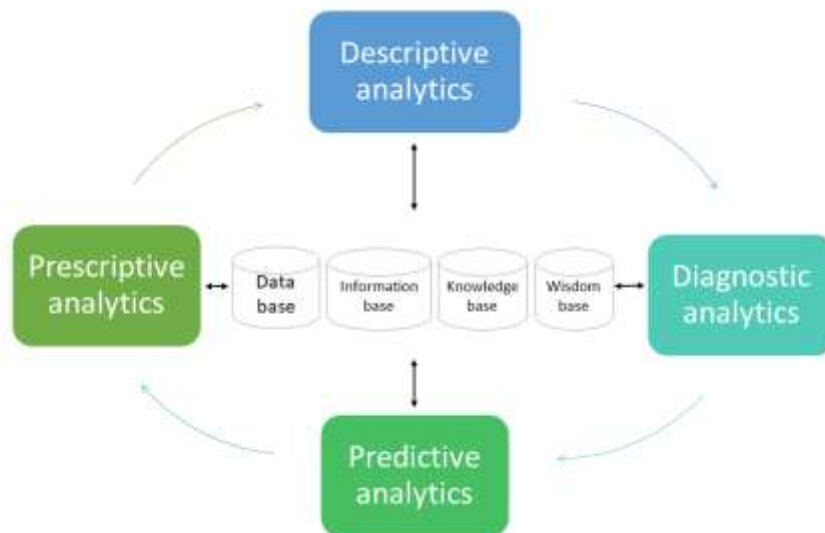 Descriptive
analytics
Prescriptive
analytics
Data
base
Information
base
Knowledge
base
Wisdom
base
Diagnostic
analytics
Predictive
analytics